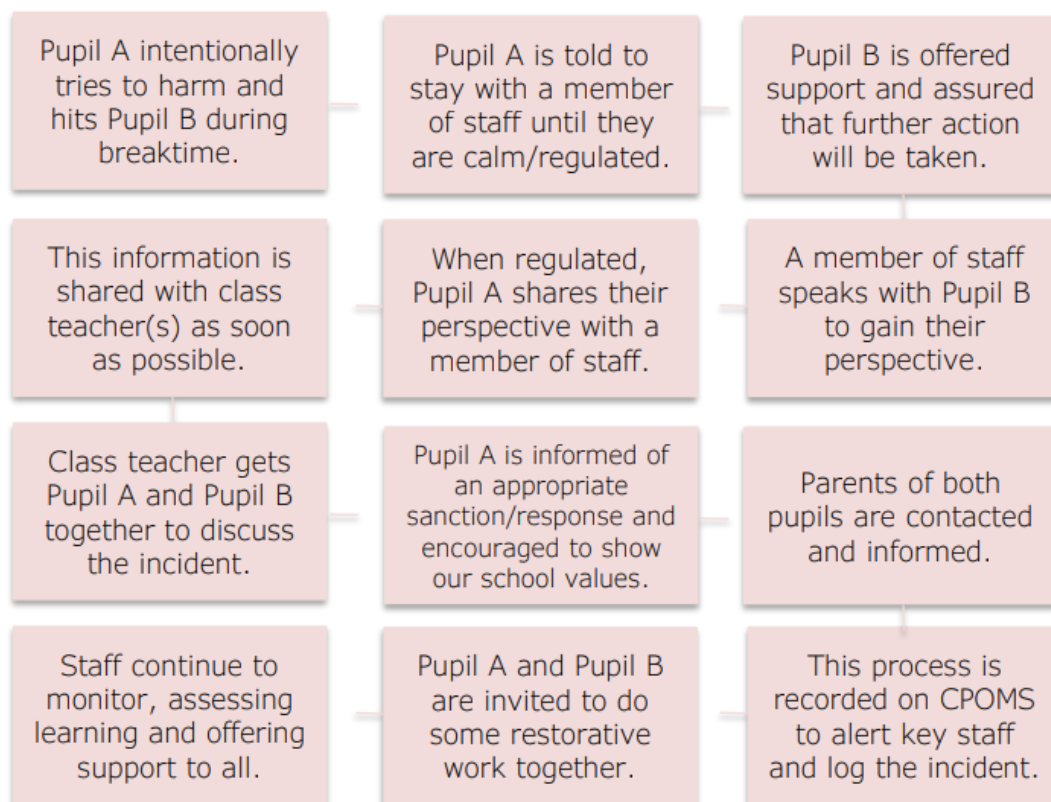 Pupil A intentionally
tries to harm and
hits Pupil B during
breaktime.
Pupil A is told to
stay with a member
of staff until they
are calm/regulated.
Pupil B is offered
support and assured
that further action
will be taken.
A member of staff
speaks with Pupil B
to gain their
perspective.
When regulated,
Pupil A shares their
perspective with a
member of staff.
This information is
shared with class
teacher(s) as soon
as possible.
Class teacher gets
Pupil A and Pupil B
together to discuss
the incident.
Pupil A is informed of
an appropriate
sanction/response and
encouraged to show
our school values.
Parents of both
pupils are contacted
and informed.
This process is
recorded on CPOMS
to alert key staff
and log the incident.
Pupil A and Pupil B
are invited to do
some restorative
work together.
Staff continue to
monitor, assessing
learning and offering
support to all.